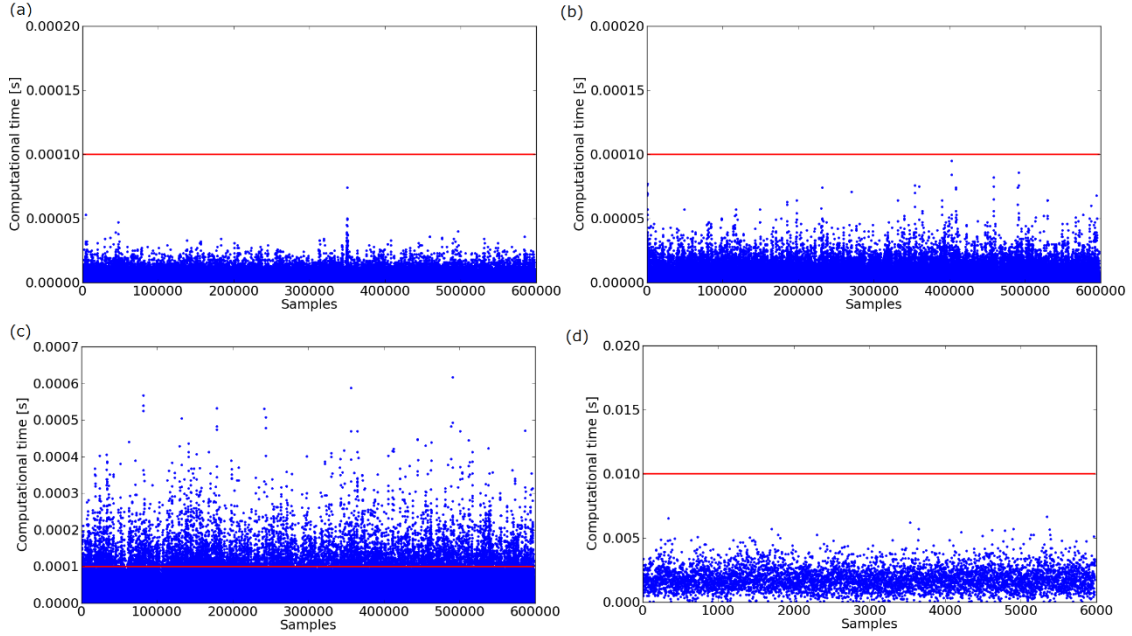 (a)
0.00020
0.00015
0.00010
0.00005
0.00000
Computational time [s]
0 100000 200000 300000 400000 500000 600000
Samples
(b)
0.00020
0.00015
0.00010
0.00005
0.00000
Computational time [s]
0 100000 200000 300000 400000 500000 600000
Samples
(c)
0.0007
0.0006
0.0005
0.0004
0.0003
0.0002
0.0001
0.0000
Computational time [s]
0 100000 200000 300000 400000 500000 600000
Samples
(d)
0.020
0.015
0.010
0.005
0.000
Computational time [s]
0 1000 2000 3000 4000 5000 6000
Samples